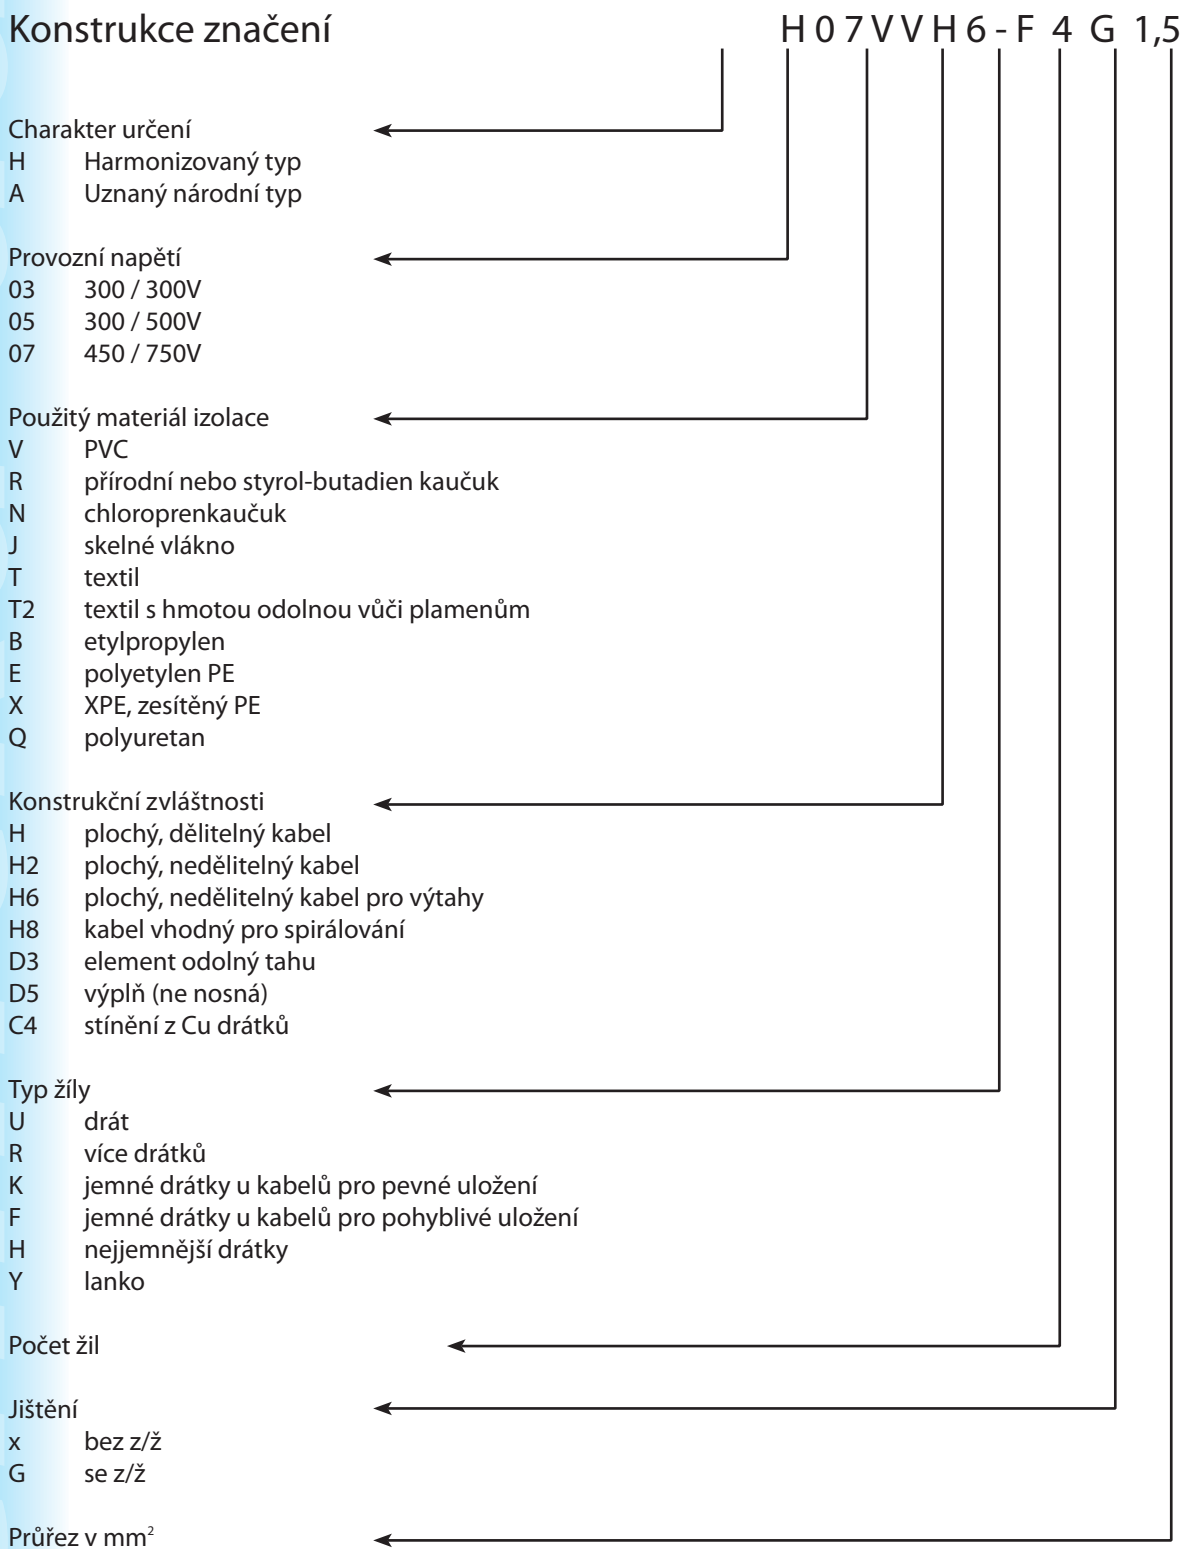 Konstrukce značení H07VVH6-F 4 G 1,5
Charakter určení
H Harmonizovaný typ
A Uznaný národní typ
Provozní napětí
03 300 / 300V
05 300 / 500V
07 450 / 750V
Použitý materiál izolace
V PVC
R přírodní nebo styrol-butadien kaučuk
N chloroprenkaučuk
J skelné vlákno
T textil
T2 textil s hmotou odolnou vůči plamenům
B etylpropylen
E polyetylen PE
X XPE, zesítěný PE
Q polyuretan
Konstrukční zvláštnosti
H plochý, dělitelný kabel
H2 plochý, nedělitelný kabel
H6 plochý, nedělitelný kabel pro výtahy
H8 kabel vhodný pro spirálování
D3 element odolný tahu
D5 výplň (ne nosná)
C4 stínění z Cu drátků
Typ žíly
U drát
R více drátků
K jemné drátky u kabelů pro pevné uložení
F jemné drátky u kabelů pro pohyblivé uložení
H nejjemnější drátky
Y lanko
Počet žil
Jištění
x bez z/ž
G se z/ž
Průřez v mm²